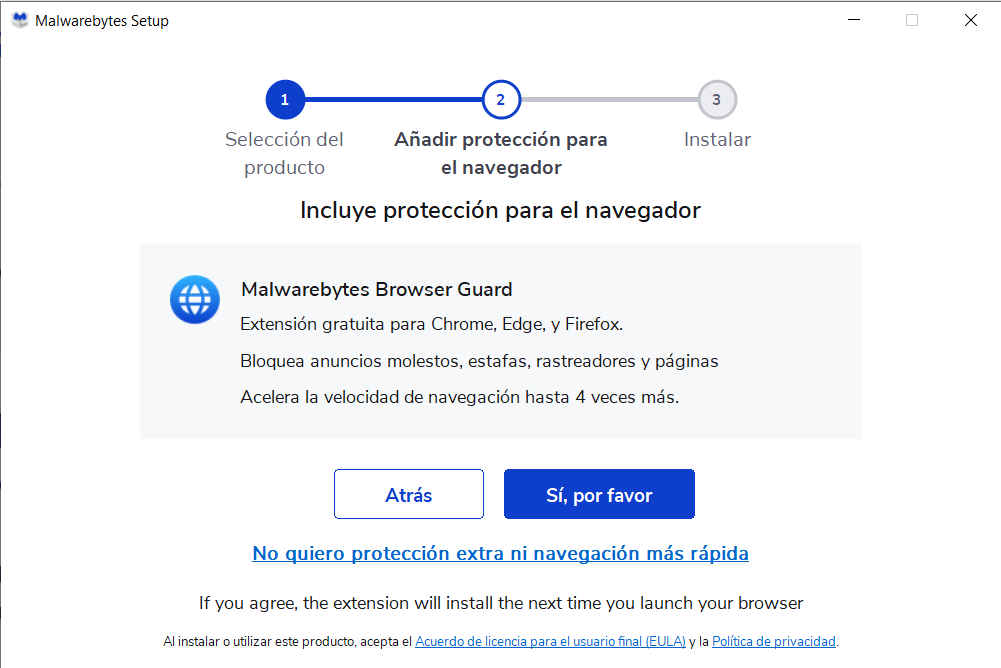 Malwarebytes Setup
1
2
3
Selección del
producto
Añadir protección para
el navegador
Instalar
Incluye protección para el navegador
Malwarebytes Browser Guard
Extensión gratuita para Chrome, Edge, y Firefox.
Bloquea anuncios molestos, estafas, rastreadores y páginas
Acelera la velocidad de navegación hasta 4 veces más.
Atrás
Sí, por favor
No quiero protección extra ni navegación más rápida
If you agree, the extension will install the next time you launch your browser
Al instalar o utilizar este producto, acepta el Acuerdo de licencia para el usuario final (EULA) y la Política de privacidad.